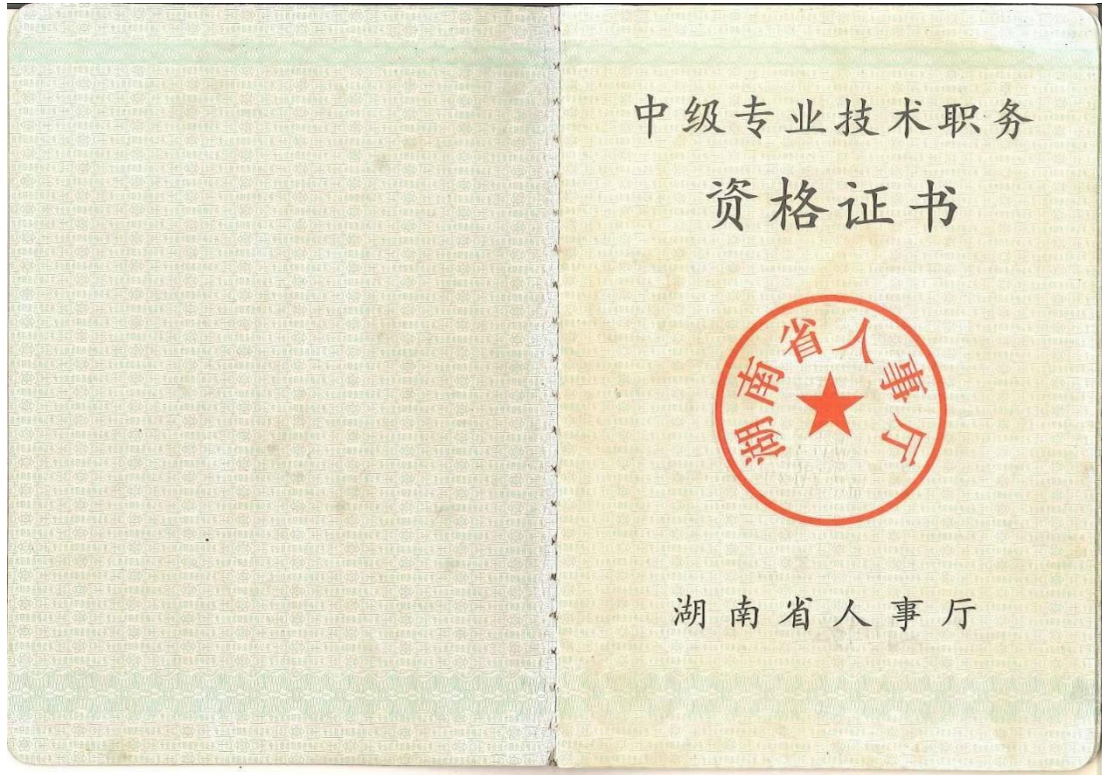 中级专业技术职务
资格证书
湖南省人事厅
湖南省人事厅